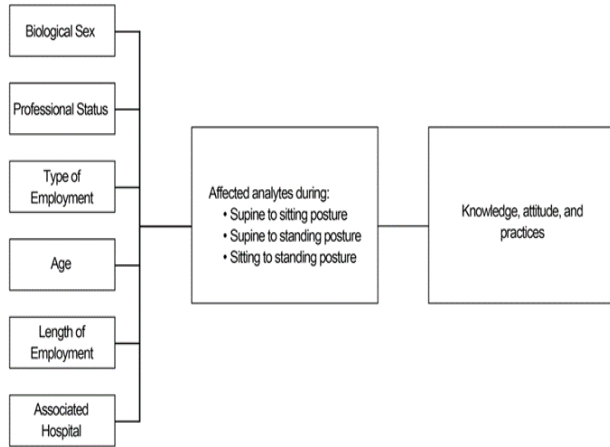 Biological Sex
Professional Status
Type of
Employment
Age
Length of
Employment
Associated
Hospital
Affected analytes during:
• Supine to sitting posture
• Supine to standing posture
• Sitting to standing posture
Knowledge, attitude, and
practices